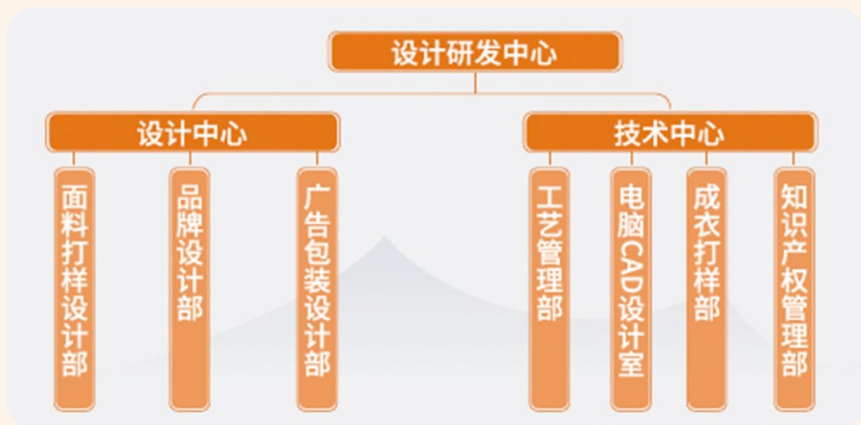 设计研发中心
设计中心
技术中心
面料打样设计部
品牌设计部
广告包装设计部
工艺管理部
电脑CAD设计室
成衣打样部
知识产权管理部